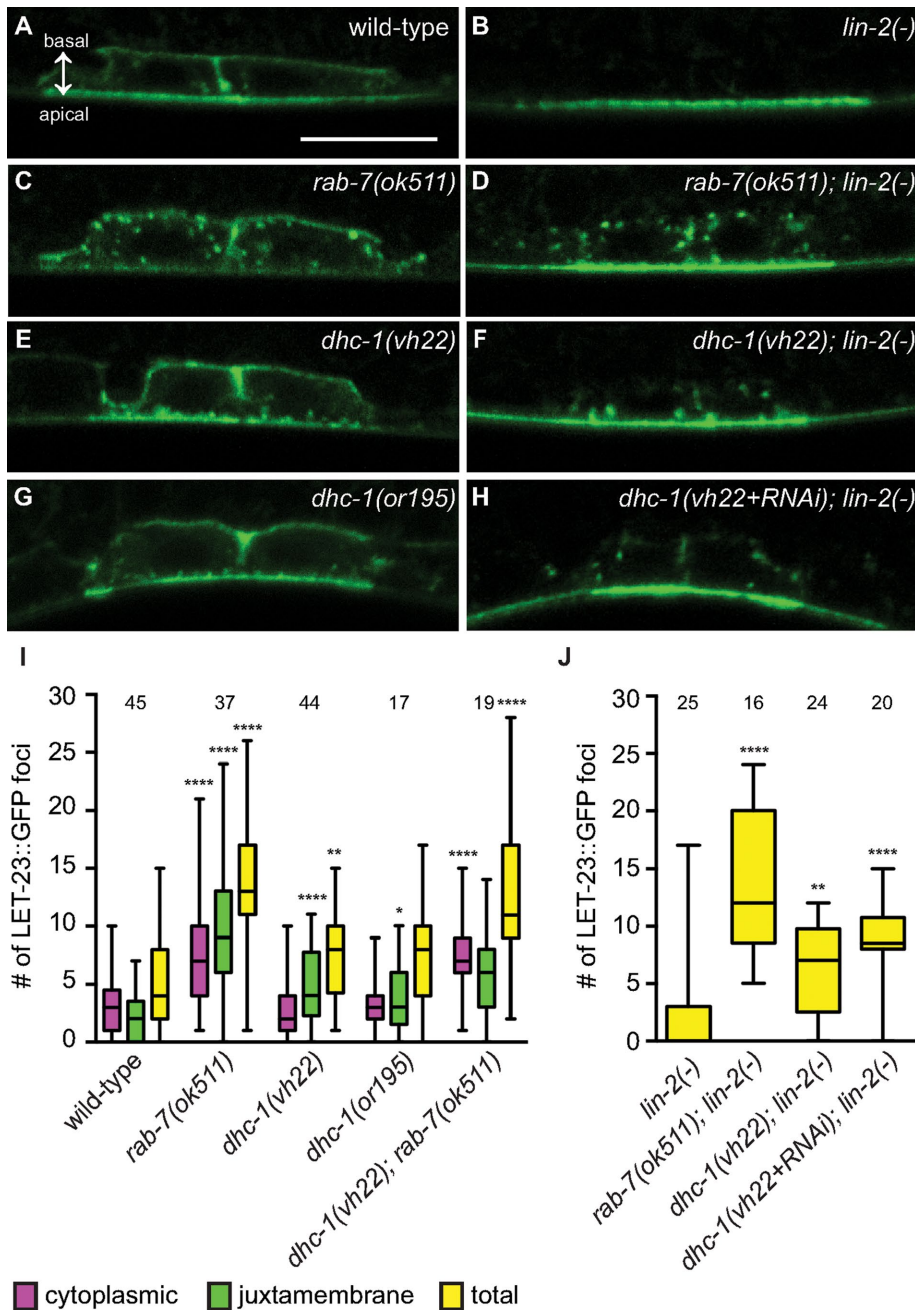 A
wild-type
basal
apical
B
lin-2(-)
C
rab-7(ok511)
D
rab-7(ok511); lin-2(-)
E
dhc-1(vh22)
F
dhc-1(vh22); lin-2(-)
G
dhc-1(or195)
H
dhc-1(vh22+RNAi); lin-2(-)
I
# of LET-23::GFP foci
30
25
20
15
10
5
0
45
37
44
17
19
****
****
****
****
**
*
****
****
wild-type
rab-7(ok511)
dhc-1(vh22)
dhc-1(or195)
dhc-1(vh22); rab-7(ok511)
J
# of LET-23::GFP foci
30
25
20
15
10
5
0
25
16
24
20
****
**
****
lin-2(-)
rab-7(ok511); lin-2(-)
dhc-1(vh22); lin-2(-)
dhc-1(vh22+RNAi); lin-2(-)
cytoplasmic
juxtamembrane
total